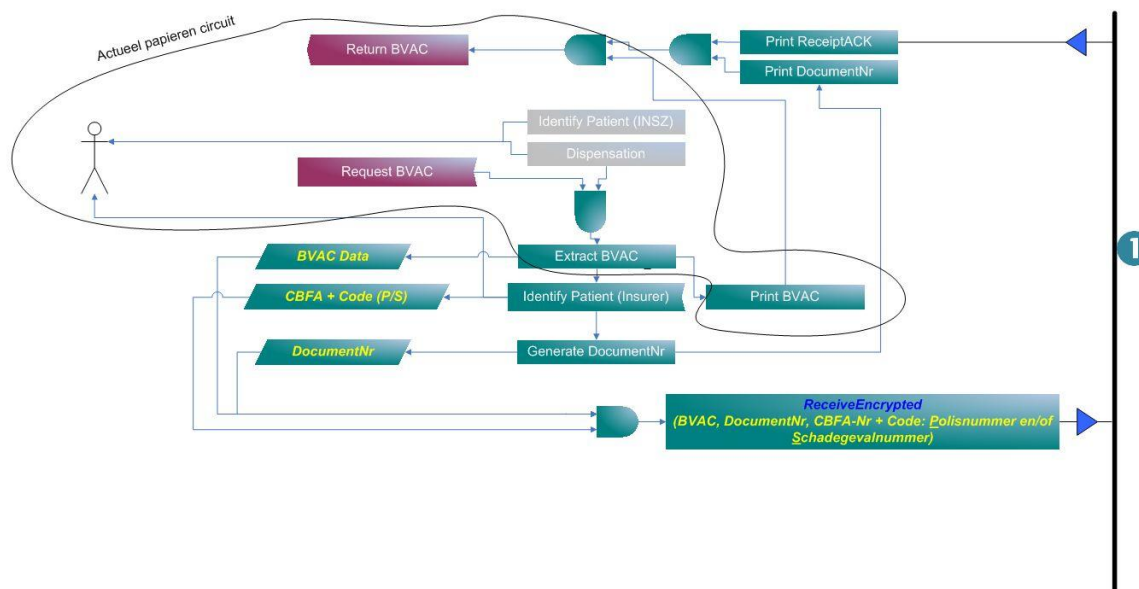 Actueel papieren circuit
Return BVAC
Print ReceiptACK
Print DocumentNr
Identify Patient (INSZ)
Dispensation
Request BVAC
BVAC Data
Extract BVAC
CBFA + Code (P/S)
Identify Patient (Insurer)
Print BVAC
DocumentNr
Generate DocumentNr
ReceiveEncrypted
(BVAC, DocumentNr, CBFA-Nr + Code: Polisnummer en/of
Schadegevalnummer)
1